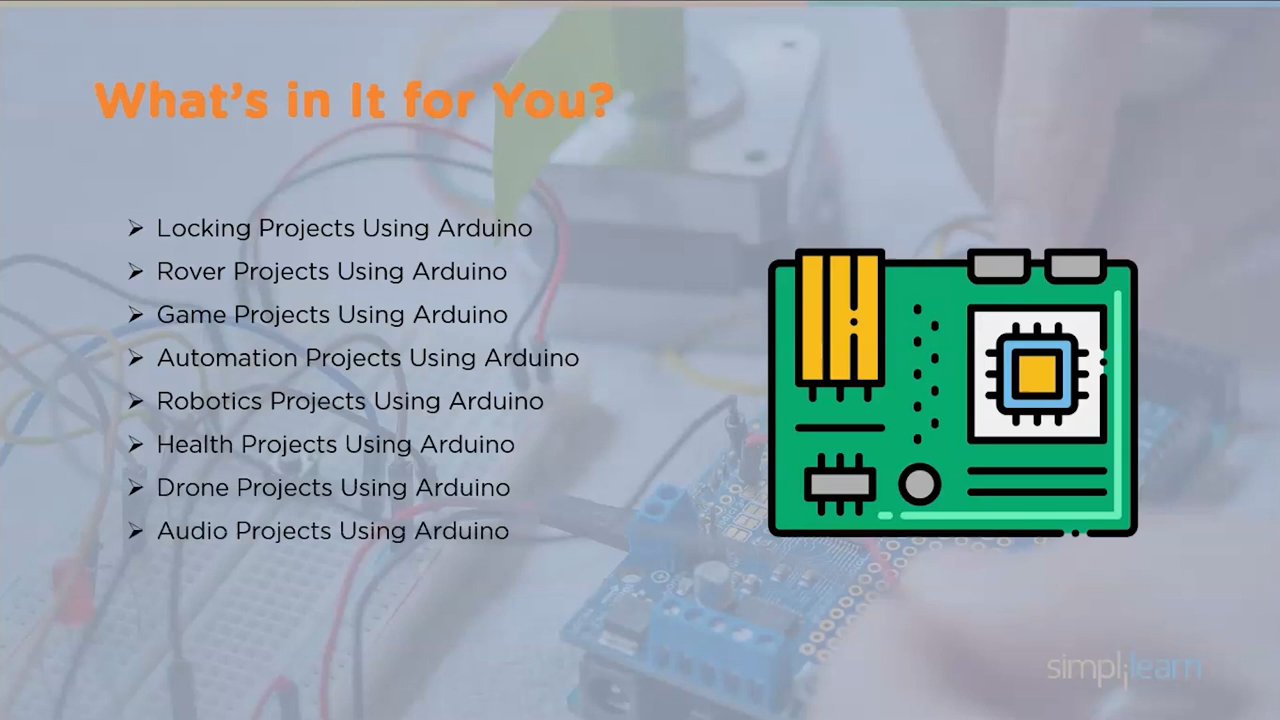 What's in It for You?
➢ Locking Projects Using Arduino
➢ Rover Projects Using Arduino
➢ Game Projects Using Arduino
➢ Automation Projects Using Arduino
➢ Robotics Projects Using Arduino
➢ Health Projects Using Arduino
➢ Drone Projects Using Arduino
➢ Audio Projects Using Arduino
simplilearn